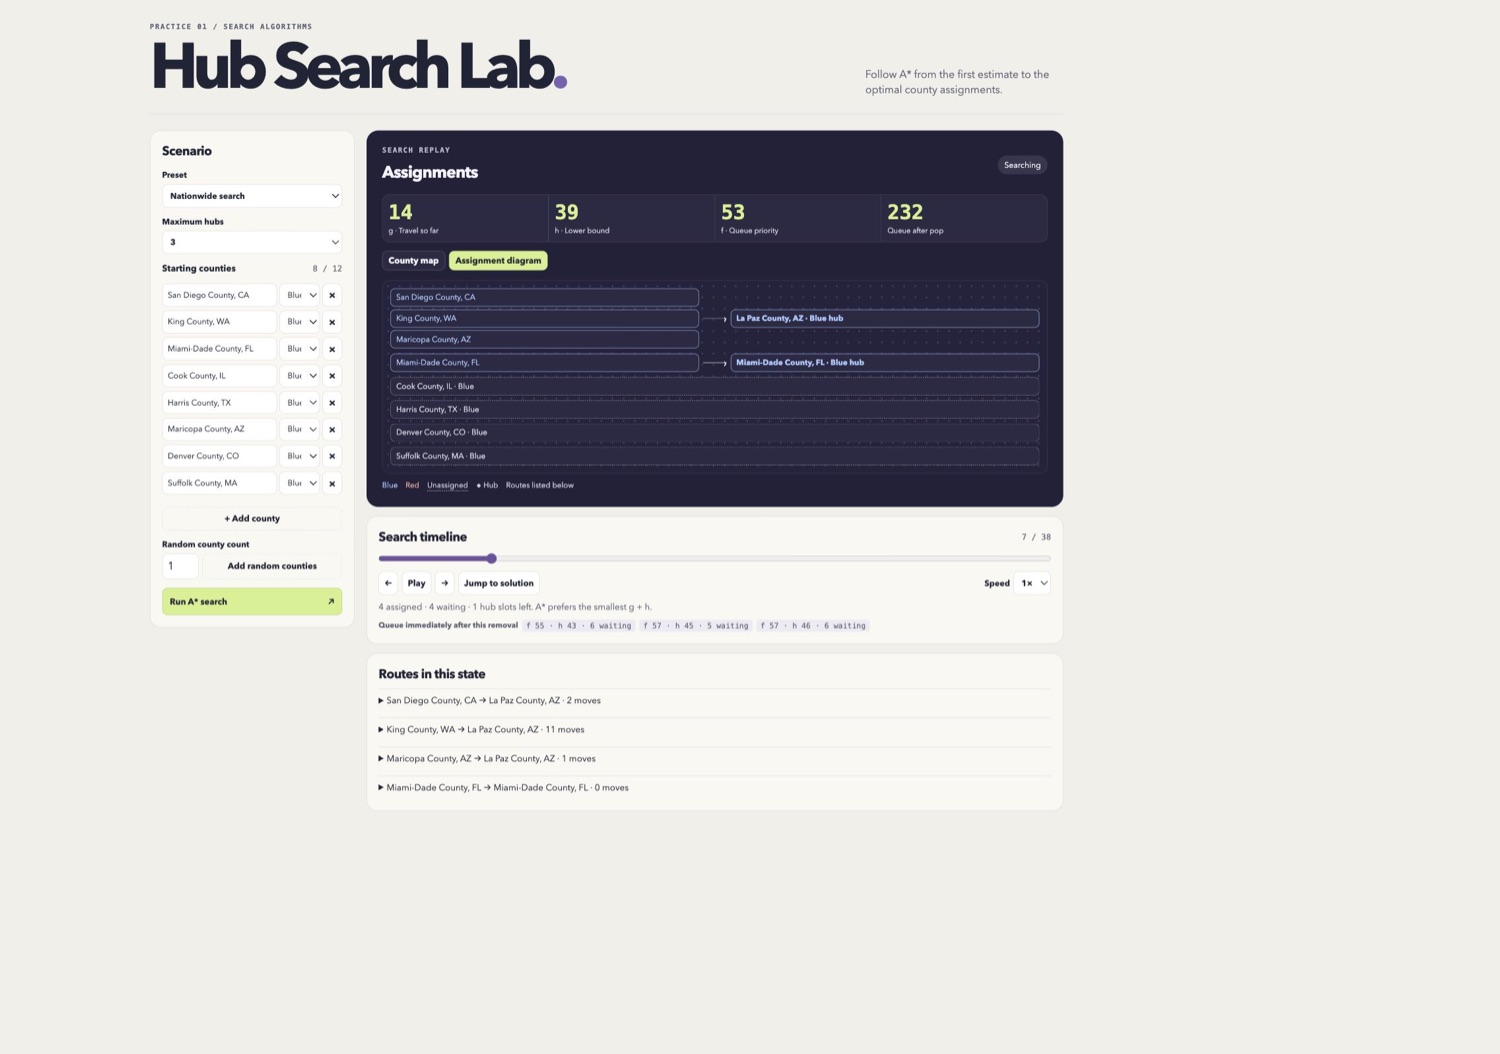 PRACTICE 01 / SEARCH ALGORITHMS
Hub Search Lab.
Follow A* from the first estimate to the
optimal county assignments.
Scenario
Preset
Nationwide search
Maximum hubs
3
Starting counties 8 / 12
San Diego County, CA
King County, WA
Miami-Dade County, FL
Cook County, IL
Harris County, TX
Maricopa County, AZ
Denver County, CO
Suffolk County, MA
+ Add county
Random county count
1 Add random counties
Run A* search ↗
SEARCH REPLAY
Assignments
Searching
14 39 53 232
g · Travel so far h · Lower bound f · Queue priority Queue after pop
County map Assignment diagram
San Diego County, CA
King County, WA → La Paz County, AZ · Blue hub
Maricopa County, AZ
Miami-Dade County, FL → Miami-Dade County, FL · Blue hub
Cook County, IL · Blue
Harris County, TX · Blue
Denver County, CO · Blue
Suffolk County, MA · Blue
Blue Red Unassigned ● Hub Routes listed below
Search timeline 7 / 38
← Play → Jump to solution Speed 1×
4 assigned · 4 waiting · 1 hub slots left. A* prefers the smallest g + h.
Queue immediately after this removal f 55 · h 43 · 6 waiting f 57 · h 45 · 5 waiting f 57 · h 46 · 6 waiting
Routes in this state
▶ San Diego County, CA → La Paz County, AZ · 2 moves
▶ King County, WA → La Paz County, AZ · 11 moves
▶ Maricopa County, AZ → La Paz County, AZ · 1 moves
▶ Miami-Dade County, FL → Miami-Dade County, FL · 0 moves